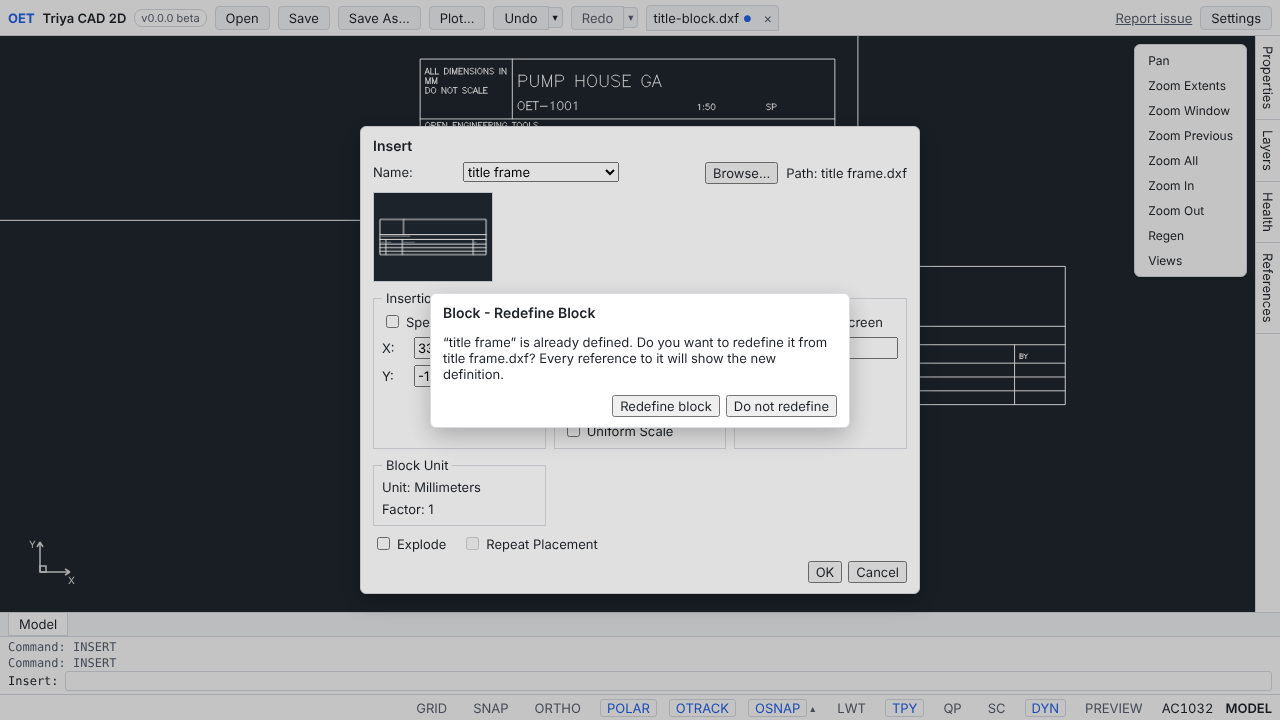 OET Triya CAD 2D v0.0.0 beta Open Save Save As... Plot... Undo ▾ Redo ▾ title-block.dxf ● × Report issue Settings
ALL DIMENSIONS IN
MM
DO NOT SCALE
PUMP HOUSE GA
OET-1001 1:50 SP
OPEN ENGINEERING TOOLS
Pan
Zoom Extents
Zoom Window
Zoom Previous
Zoom All
Zoom In
Zoom Out
Regen
Views
Properties
Layers
Health
References
Insert
Name: title frame Browse... Path: title frame.dxf
X:
Y:
Block - Redefine Block
“title frame” is already defined. Do you want to redefine it from
title frame.dxf? Every reference to it will show the new
definition.
Redefine block Do not redefine
Uniform Scale
BY
Block Unit
Unit: Millimeters
Factor: 1
Explode Repeat Placement
OK Cancel
Y
X
Model
Command: INSERT
Command: INSERT
Insert:
GRID SNAP ORTHO POLAR OTRACK OSNAP ▴ LWT TPY QP SC DYN PREVIEW AC1032 MODEL